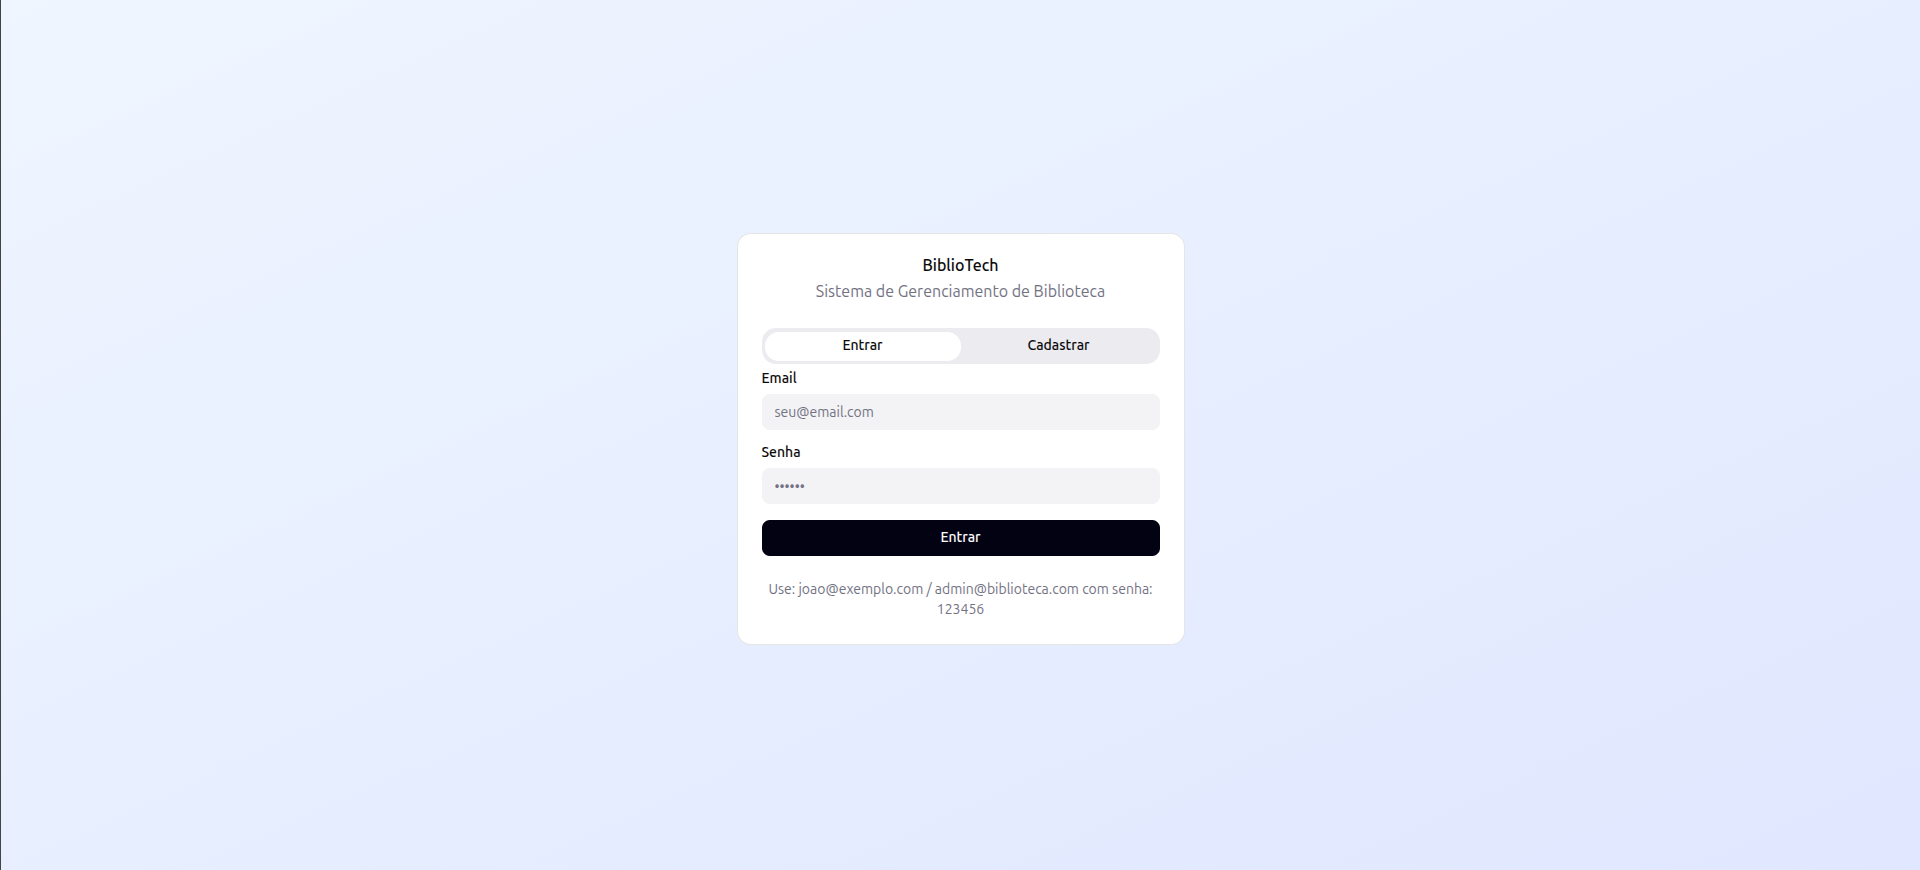 BiblioTech
Sistema de Gerenciamento de Biblioteca
Entrar Cadastrar
Email
seu@email.com
Senha
••••••
Entrar
Use: joao@exemplo.com / admin@biblioteca.com com senha:
123456